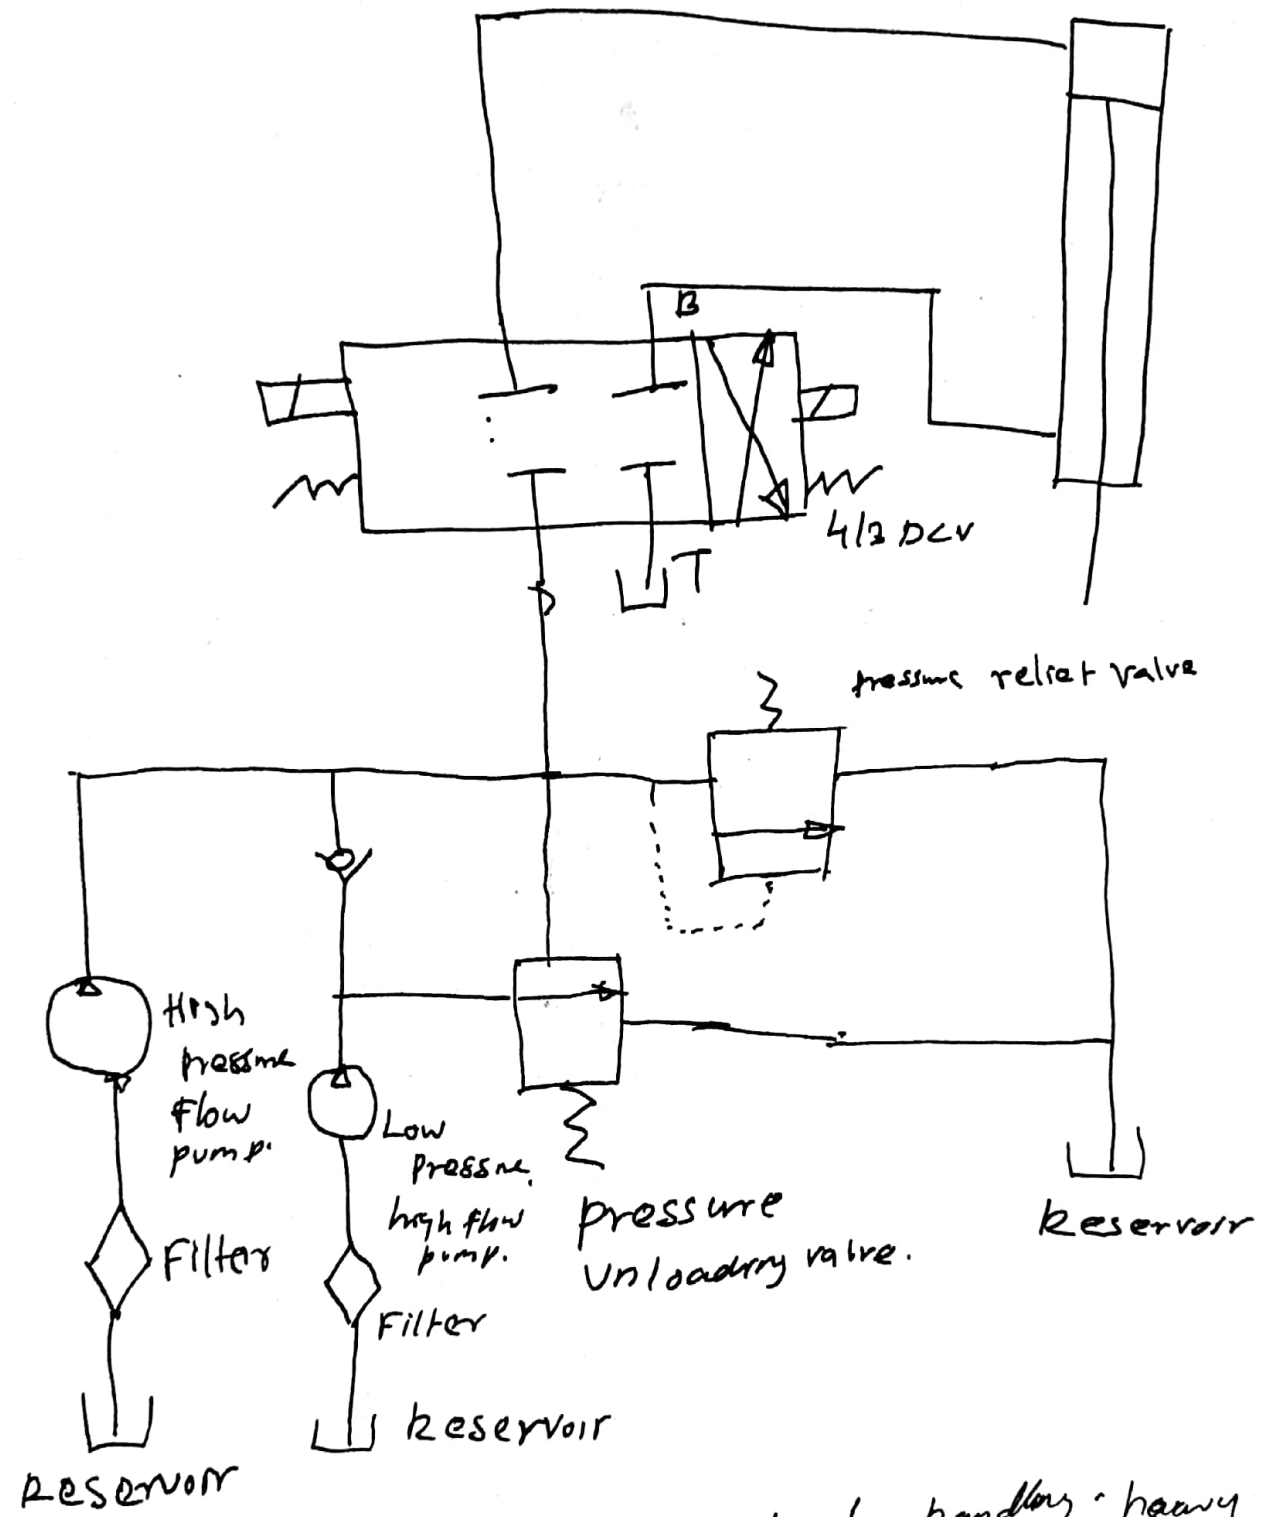 B
4/3 DCV
T
pressure relief valve
High
pressure
flow
pump.
Low
pressure
high flow
pump.
pressure
unloading valve.
Reservoir
Filter
Filter
Reservoir
Reservoir
handling heavy